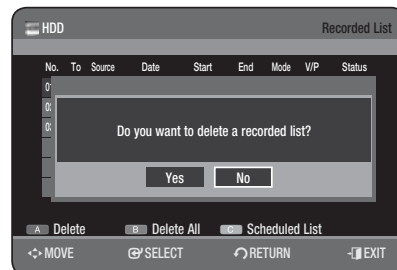 HDD Recorded List
No. To Source Date Start End Mode V/P Status
Do you want to delete a recorded list?
Yes No
A Delete B Delete All C Scheduled List
MOVE SELECT RETURN EXIT